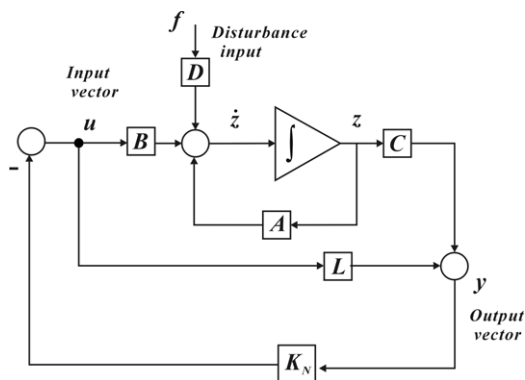 f Disturbance
input
D
Input
vector
u B ż ∫ z C
-
A
L
y
Output
vector
K_N